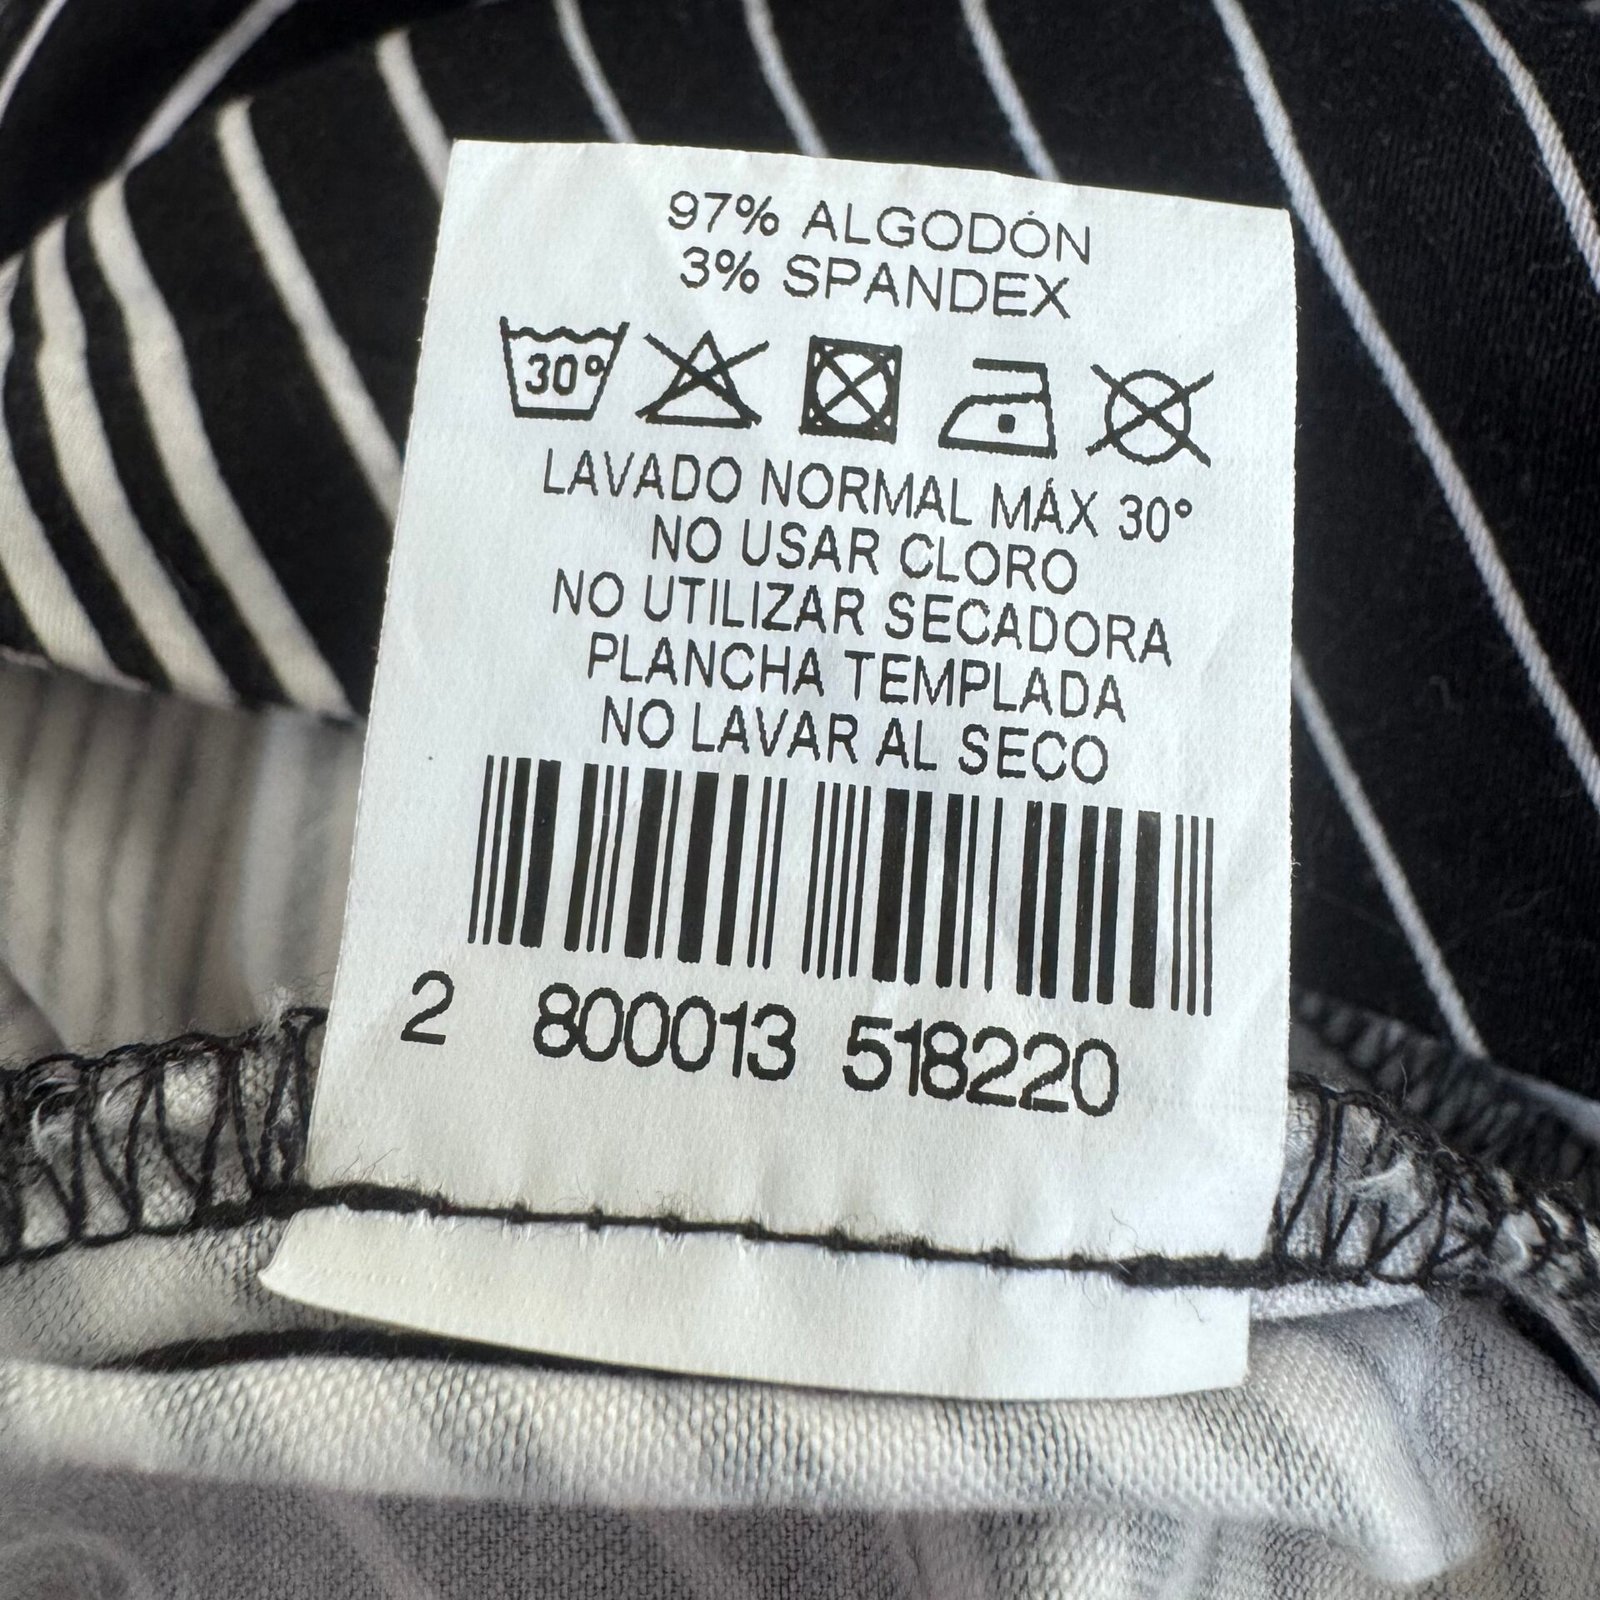 97% ALGODÓN
3% SPANDEX
30°
LAVADO NORMAL MÁX 30°
NO USAR CLORO
NO UTILIZAR SECADORA
PLANCHA TEMPLADA
NO LAVAR AL SECO
2 800013 518220